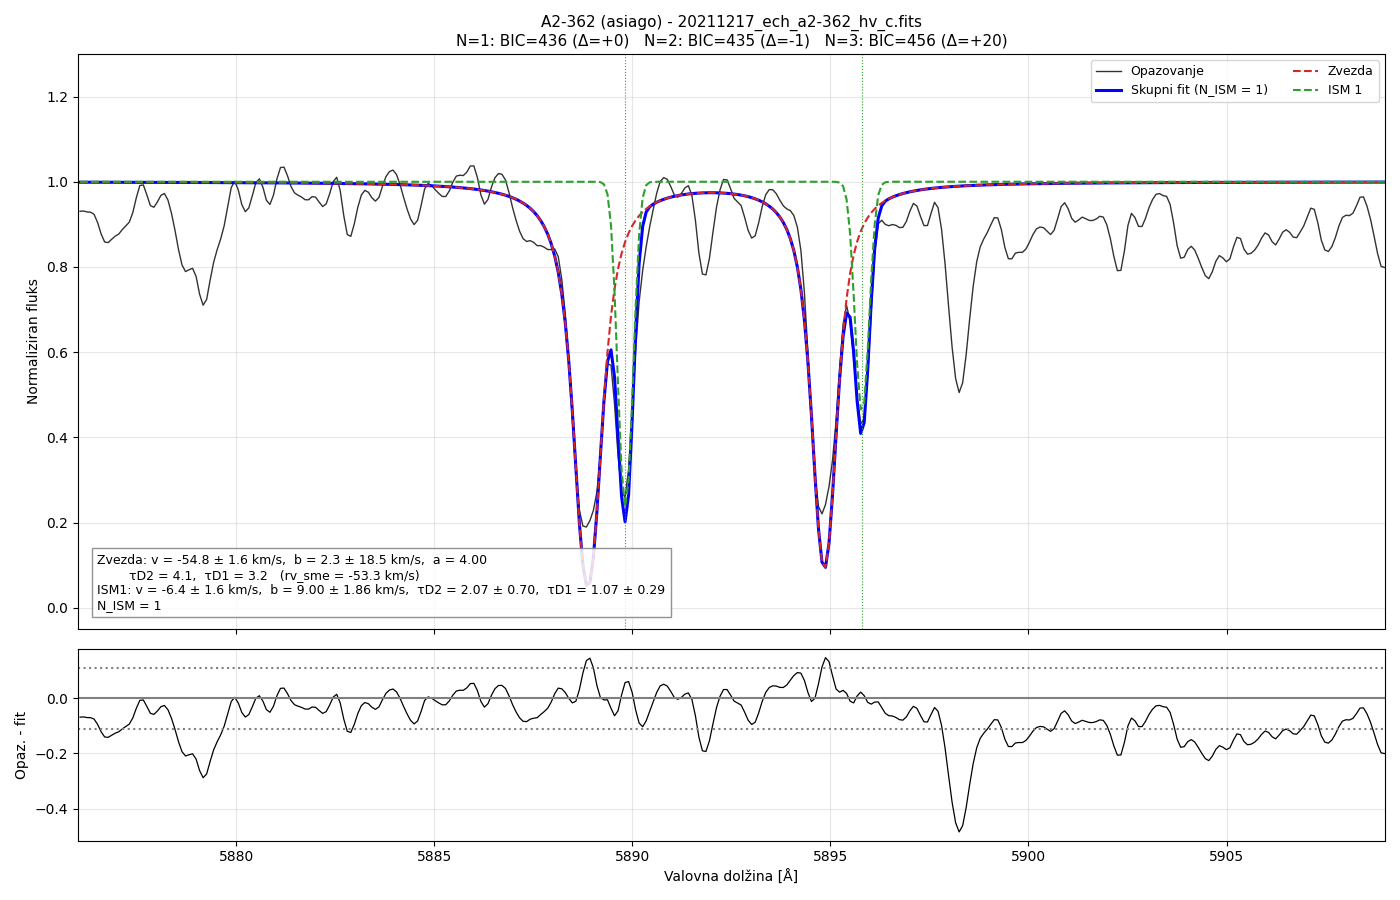 A2-362 (asiago) - 20211217_ech_a2-362_hv_c.fits
N=1: BIC=436 (Δ=+0)   N=2: BIC=435 (Δ=-1)   N=3: BIC=456 (Δ=+20)
Opazovanje
Skupni fit (N_ISM = 1)
Zvezda
ISM 1
1.2
1.0
0.8
0.6
0.4
0.2
0.0
Normaliziran fluks
Zvezda: v = -54.8 ± 1.6 km/s,  b = 2.3 ± 18.5 km/s,  a = 4.00
τD2 = 4.1,  τD1 = 3.2   (rv_sme = -53.3 km/s)
ISM1: v = -6.4 ± 1.6 km/s,  b = 9.00 ± 1.86 km/s,  τD2 = 2.07 ± 0.70,  τD1 = 1.07 ± 0.29
N_ISM = 1
0.0
−0.2
−0.4
Opaz. - fit
5880
5885
5890
5895
5900
5905
Valovna dolžina [Å]